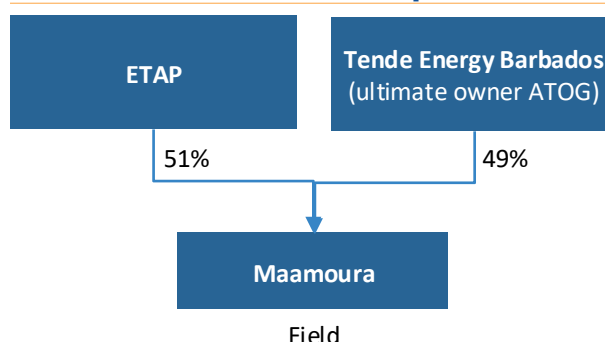 ETAP
Tende Energy Barbados
(ultimate owner ATOG)
51%
49%
Maamoura
Field